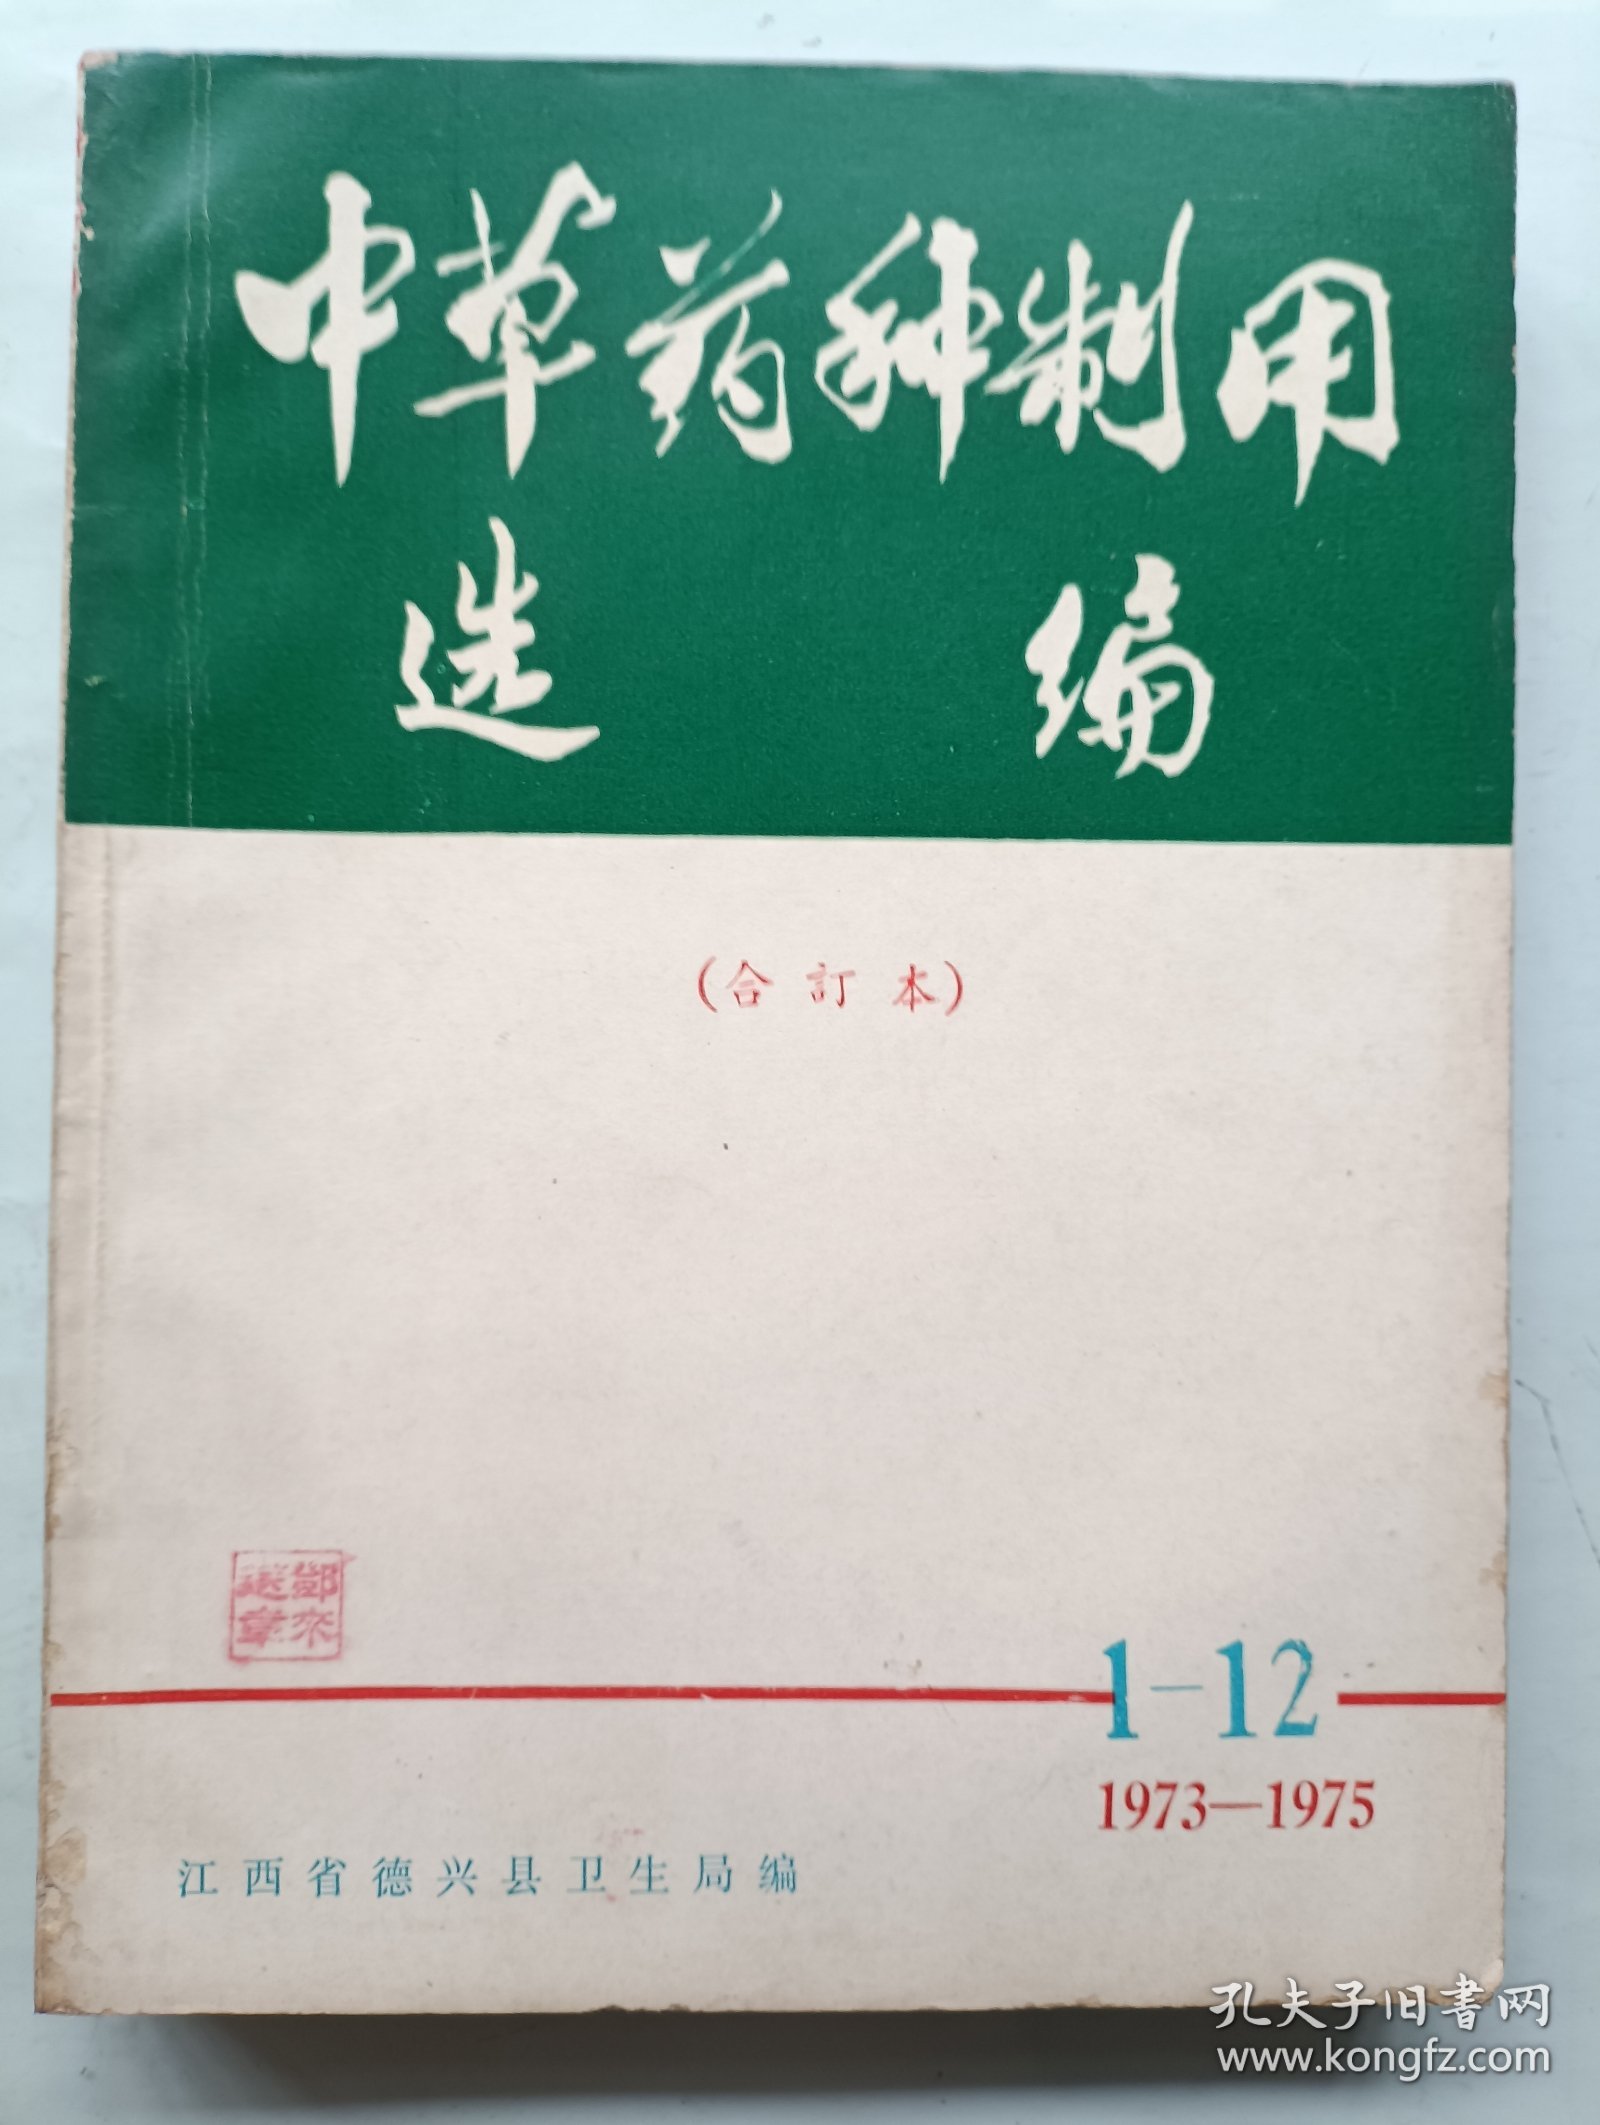 中草药种制用
选编
(合訂本)
1-12
1973—1975
江西省德兴县卫生局编
孔夫子旧书网
www.kongfz.com